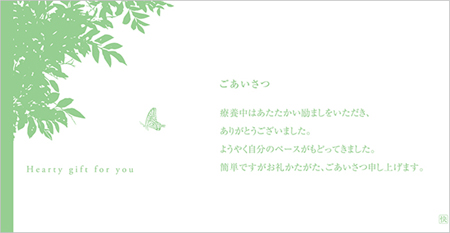 ごあいさつ
療養中はあたたかい励ましをいただき、
ありがとうございました。
ようやく自分のペースがもどってきました。
簡単ですがお礼かたがた、ごあいさつ申し上げます。
Hearty gift for you
快